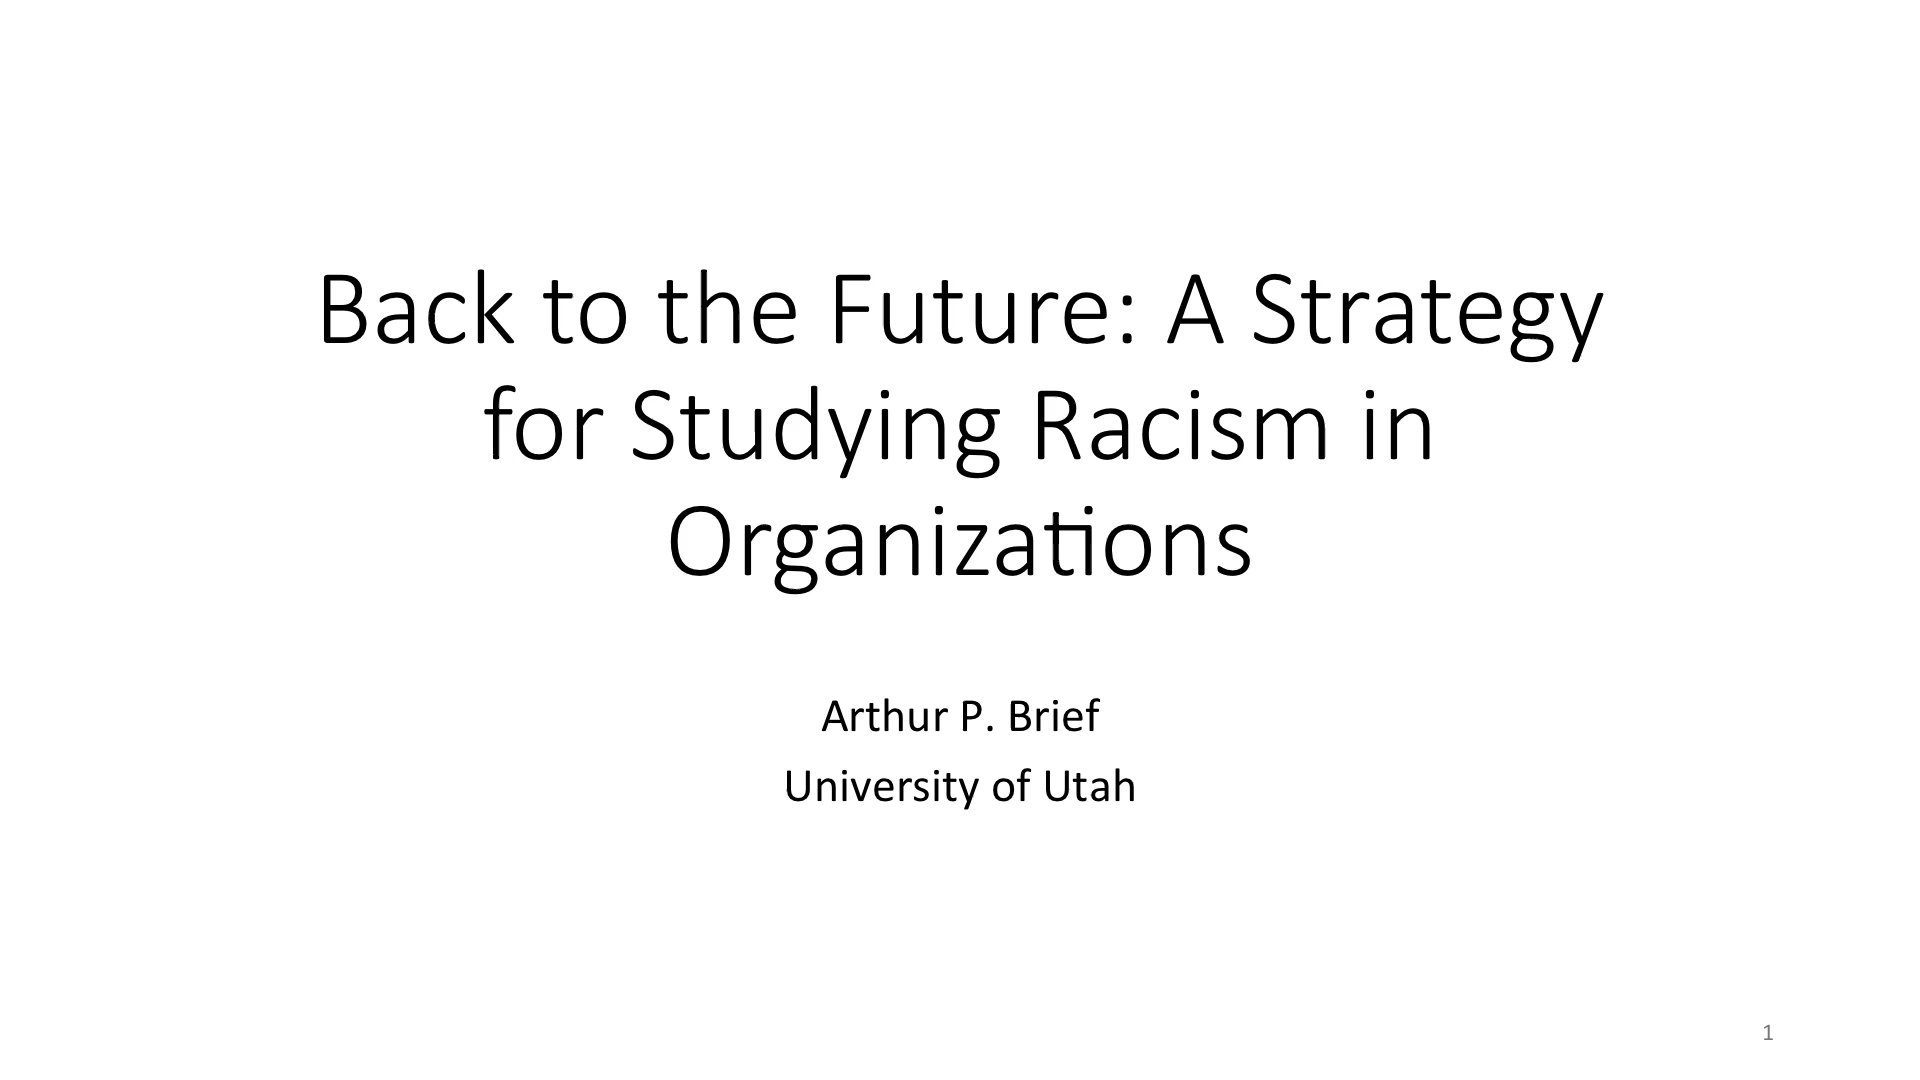 Back to the Future: A Strategy
for Studying Racism in
Organizations
Arthur P. Brief
University of Utah
1